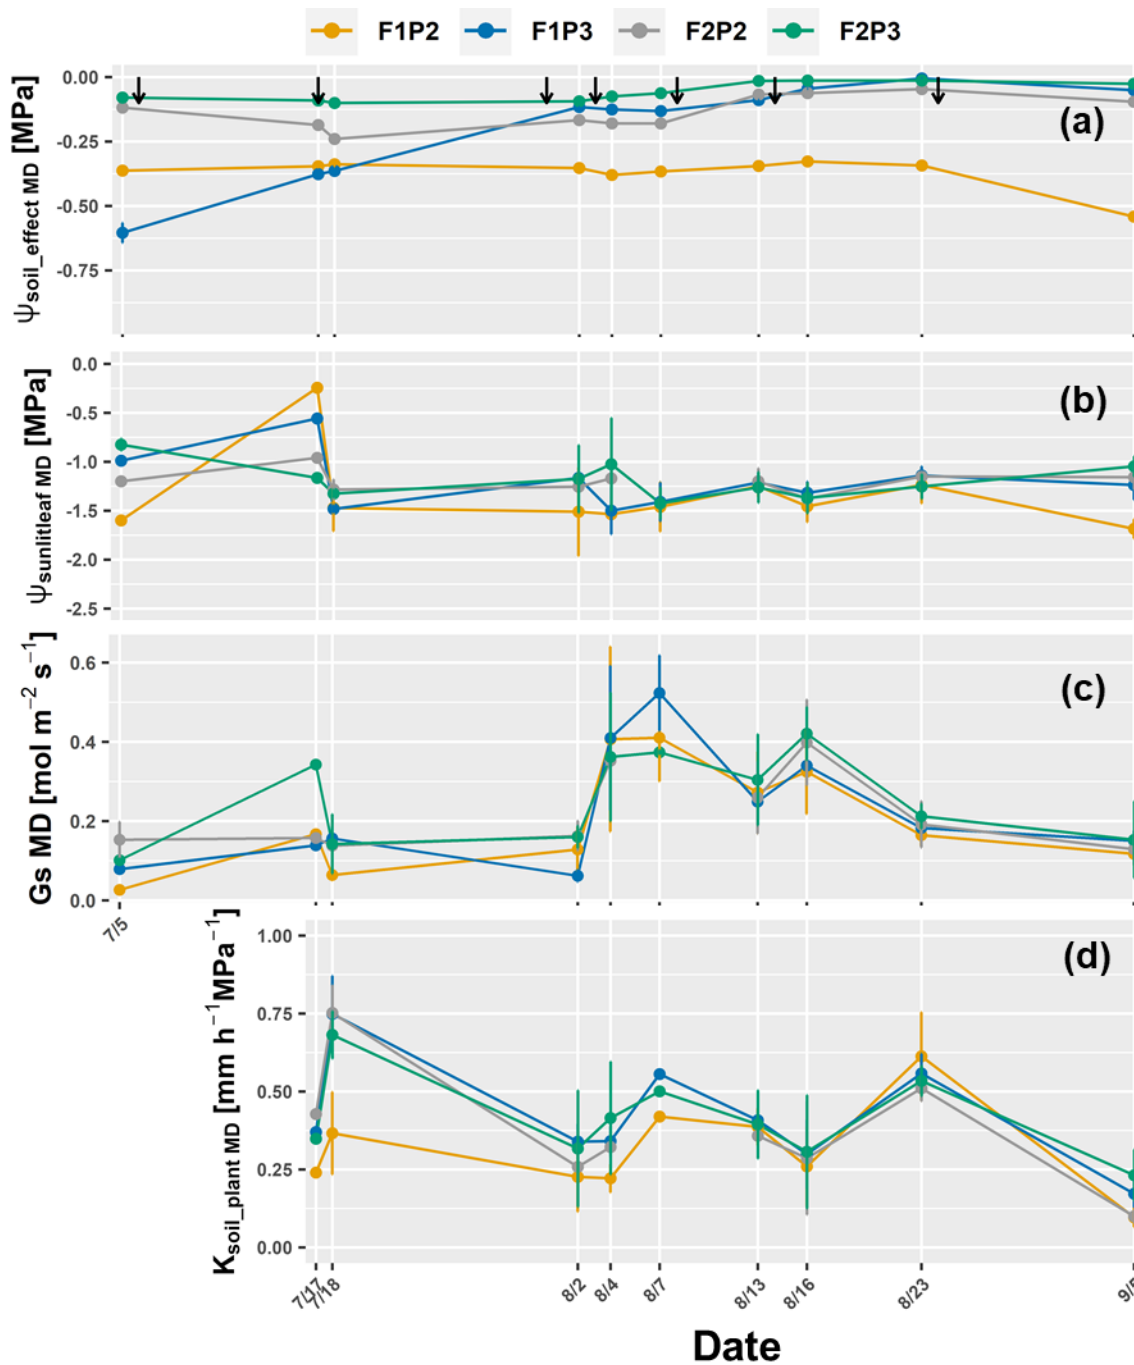 F1P2 F1P3 F2P2 F2P3
(a)
Ψsoil_effect MD [MPa]
0.00
-0.25
-0.50
-0.75
(b)
Ψsunlitleaf MD [MPa]
0.0
-0.5
-1.0
-1.5
-2.0
-2.5
(c)
Gs MD [mol m−2 s−1]
0.6
0.4
0.2
0.0
7/5
(d)
Ksoil_plant MD [mm h−1MPa−1]
1.00
0.75
0.50
0.25
0.00
7/17 7/18 8/2 8/4 8/7 8/13 8/16 8/23
Date